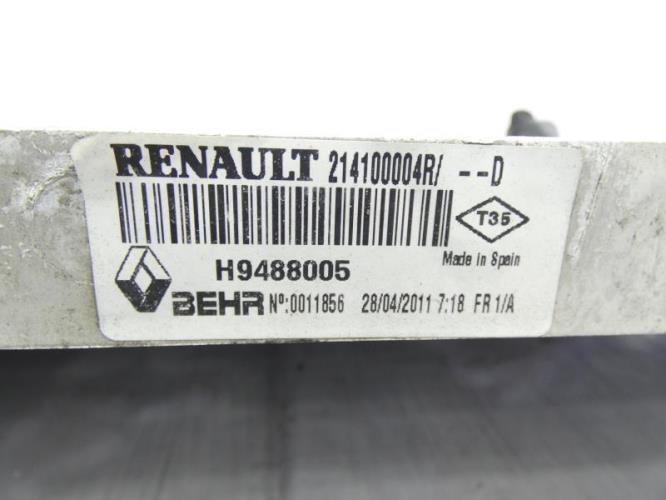 RENAULT 214100004R/ --D
T35
H9488005 Made in Spain
BEHR Nº:0011856 28/04/2011 7:18 FR 1/A